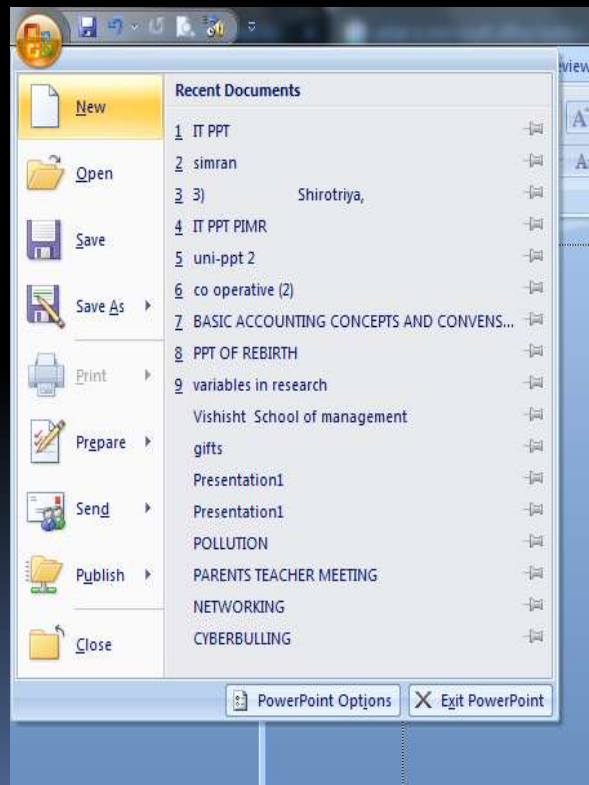 view
New
Open
Save
Save As
Print
Prepare
Send
Publish
Close
Recent Documents
1 IT PPT
2 simran
3 3) Shirotriya,
4 IT PPT PIMR
5 uni-ppt 2
6 co operative (2)
7 BASIC ACCOUNTING CONCEPTS AND CONVENS...
8 PPT OF REBIRTH
9 variables in research
Vishisht School of management
gifts
Presentation1
Presentation1
POLLUTION
PARENTS TEACHER MEETING
NETWORKING
CYBERBULLING
PowerPoint Options
Exit PowerPoint